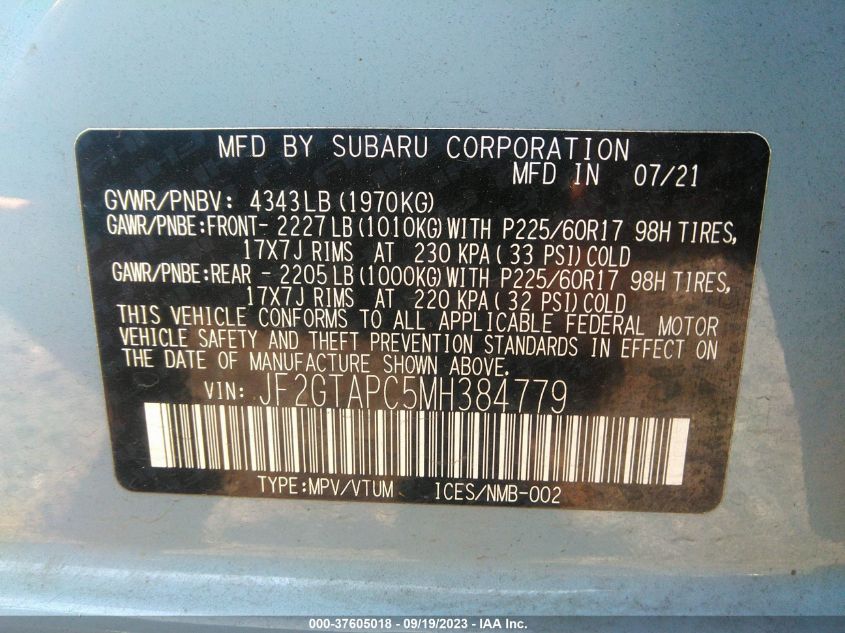 MFD BY SUBARU CORPORATION
MFD IN 07/21
GVWR/PNBV: 4343LB (1970KG)
GAWR/PNBE:FRONT- 2227LB (1010KG) WITH P225/60R17 98H TIRES,
17X7J RIMS AT 230 KPA ( 33 PSI) COLD
GAWR/PNBE:REAR - 2205LB (1000KG) WITH P225/60R17 98H TIRES,
17X7J RIMS AT 220 KPA ( 32 PSI) COLD
THIS VEHICLE CONFORMS TO ALL APPLICABLE FEDERAL MOTOR
VEHICLE SAFETY AND THEFT PREVENTION STANDARDS IN EFFECT ON
THE DATE OF MANUFACTURE SHOWN ABOVE.
VIN: JF2GTAPC5MH384779
TYPE:MPV/VTUM ICES/NMB-002
000-37605018 - 09/19/2023 - IAA Inc.